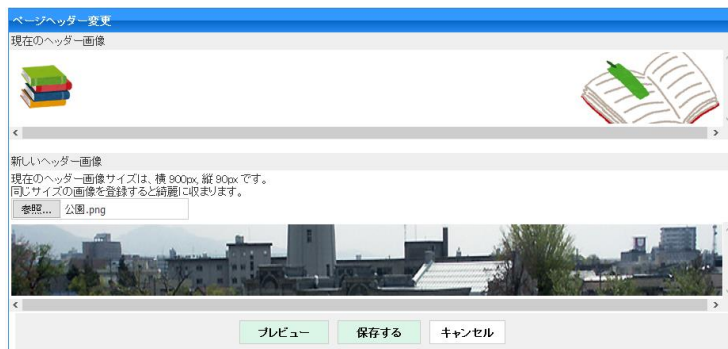 ページヘッダー変更
現在のヘッダー画像
新しいヘッダー画像
現在のヘッダー画像サイズは、横 900px, 縦 90px です。
同じサイズの画像を登録すると綺麗に収まります。
参照... 公園.png
プレビュー 保存する キャンセル